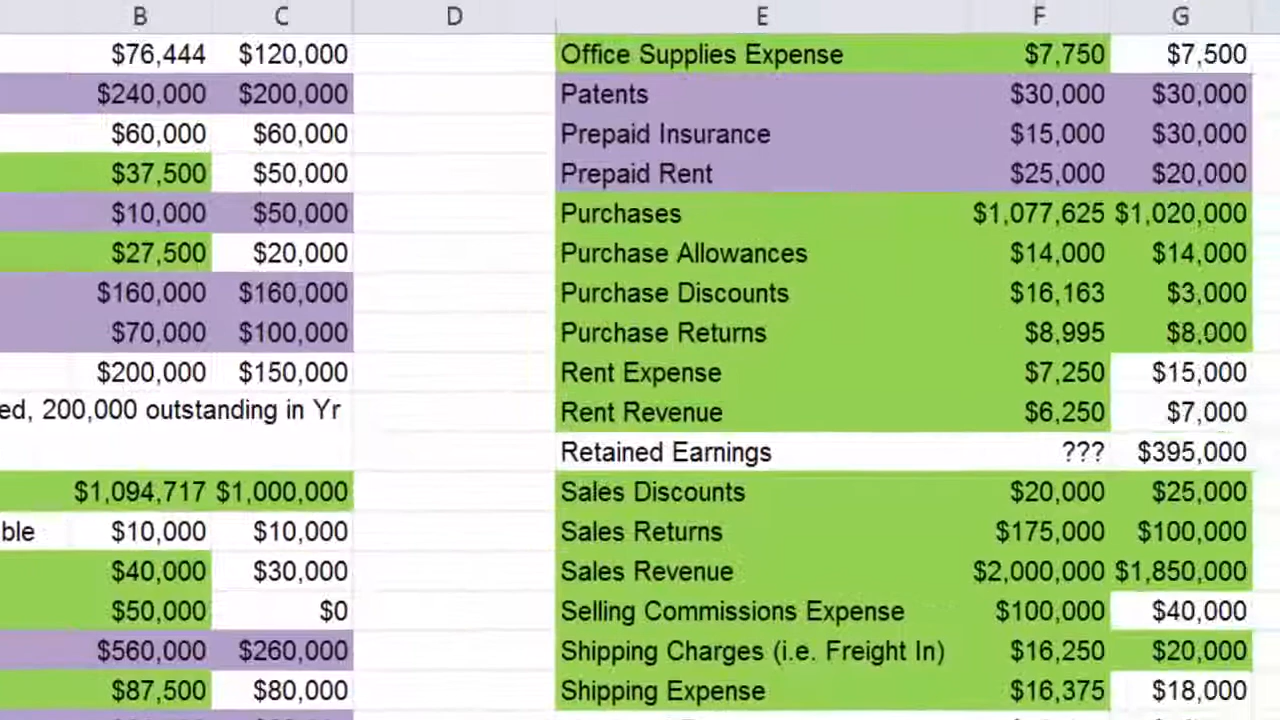 B C D E F G
$76,444 $120,000 Office Supplies Expense $7,750 $7,500
$240,000 $200,000 Patents $30,000 $30,000
$60,000 $60,000 Prepaid Insurance $15,000 $30,000
$37,500 $50,000 Prepaid Rent $25,000 $20,000
$10,000 $50,000 Purchases $1,077,625 $1,020,000
$27,500 $20,000 Purchase Allowances $14,000 $14,000
$160,000 $160,000 Purchase Discounts $16,163 $3,000
$70,000 $100,000 Purchase Returns $8,995 $8,000
$200,000 $150,000 Rent Expense $7,250 $15,000
ed, 200,000 outstanding in Yr Rent Revenue $6,250 $7,000
Retained Earnings ??? $395,000
$1,094,717 $1,000,000 Sales Discounts $20,000 $25,000
ble $10,000 $10,000 Sales Returns $175,000 $100,000
$40,000 $30,000 Sales Revenue $2,000,000 $1,850,000
$50,000 $0 Selling Commissions Expense $100,000 $40,000
$560,000 $260,000 Shipping Charges (i.e. Freight In) $16,250 $20,000
$87,500 $80,000 Shipping Expense $16,375 $18,000